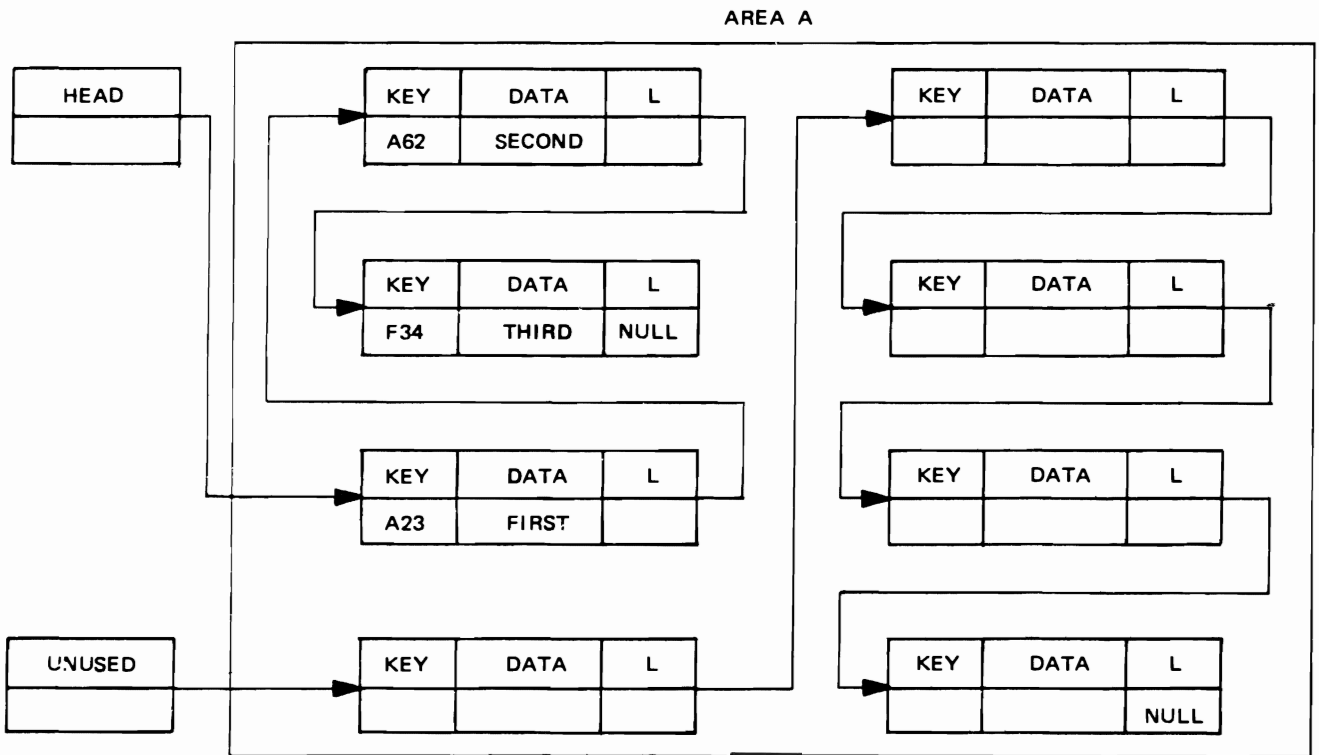 AREA A
HEAD
KEY DATA L
A62 SECOND
KEY DATA L
F34 THIRD NULL
KEY DATA L
A23 FIRST
UNUSED
KEY DATA L
KEY DATA L
KEY DATA L
KEY DATA L
KEY DATA L
NULL